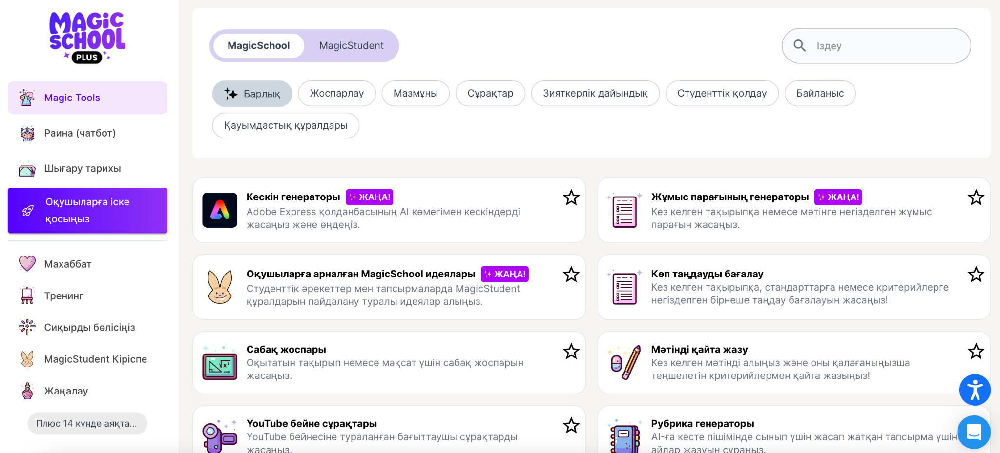 MAGIC
SCHOOL
PLUS
Magic Tools
Раина (чатбот)
Шығару тарихы
Оқушыларға іске
қосыңыз
Махаббат
Тренинг
Сиқырды бөлісіңіз
MagicStudent Кіріспе
Жаңалау
Плюс 14 күнде аяқта...
MagicSchool
MagicStudent
Іздеу
Барлық
Жоспарлау
Мазмұны
Сұрақтар
Зияткерлік дайындық
Студенттік қолдау
Байланыс
Қауымдастық құралдары
Кескін генераторы ✨ ЖАҢА!
Adobe Express қолданбасының AI көмегімен кескіндерді
жасаңыз және өңдеңіз.
Жұмыс парағының генераторы ✨ ЖАҢА!
Кез келген тақырыпқа немесе мәтінге негізделген жұмыс
парағын жасаңыз.
Оқушыларға арналған MagicSchool идеялары ✨ ЖАҢА!
Студенттік әрекеттер мен тапсырмаларда MagicStudent
құралдарын пайдалану туралы идеялар алыңыз.
Көп таңдауды бағалау
Кез келген тақырыпқа, стандарттарға немесе критерийлерге
негізделген бірнеше таңдау бағалауын жасаңыз!
Сабақ жоспары
Оқытатын тақырып немесе мақсат үшін сабақ жоспарын
жасаңыз.
Мәтінді қайта жазу
Кез келген мәтінді алыңыз және оны қалағаныңызша
теңшелетін критерийлермен қайта жазыңыз!
YouTube бейне сұрақтары
YouTube бейнесіне тураланған бағыттаушы сұрақтарды
жасаңыз.
Рубрика генераторы
AI-ға кесте пішімінде сынып үшін жасап жатқан тапсырма үшін
айдар жазуын сұраңыз.